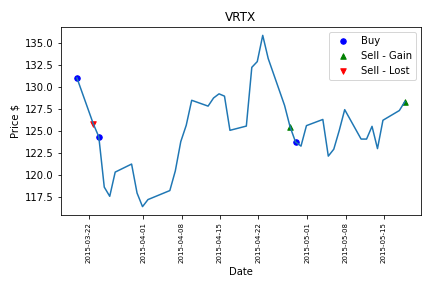 VRTX
Buy
Sell - Gain
Sell - Lost
Price $
135.0
132.5
130.0
127.5
125.0
122.5
120.0
117.5
2015-03-22
2015-04-01
2015-04-08
2015-04-15
2015-04-22
2015-05-01
2015-05-08
2015-05-15
Date